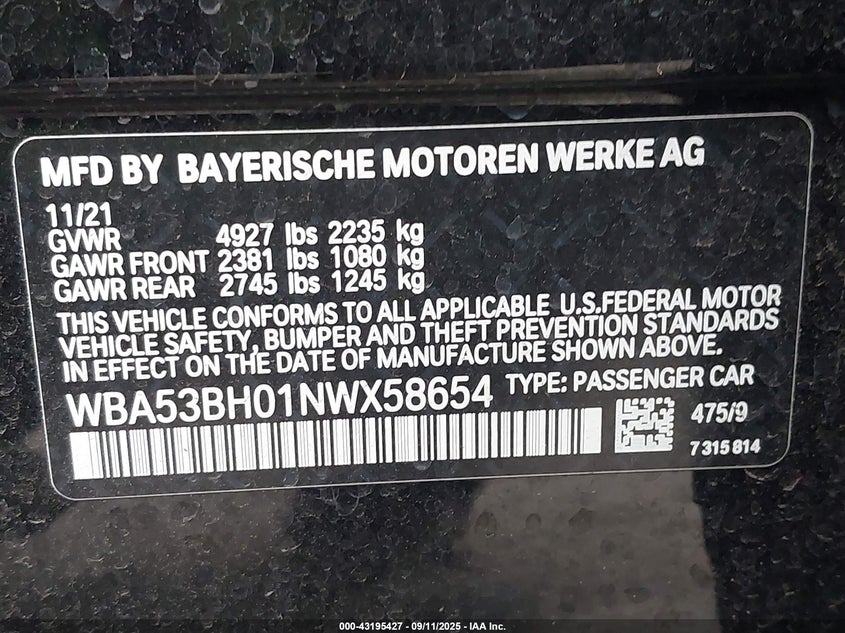 MFD BY BAYERISCHE MOTOREN WERKE AG
11/21
GVWR 4927 lbs 2235 kg
GAWR FRONT 2381 lbs 1080 kg
GAWR REAR 2745 lbs 1245 kg
THIS VEHICLE CONFORMS TO ALL APPLICABLE U.S.FEDERAL MOTOR
VEHICLE SAFETY, BUMPER AND THEFT PREVENTION STANDARDS
IN EFFECT ON THE DATE OF MANUFACTURE SHOWN ABOVE.
WBA53BH01NWX58654 TYPE: PASSENGER CAR
475/9
7315814
000-43195427 - 09/11/2025 - IAA Inc.